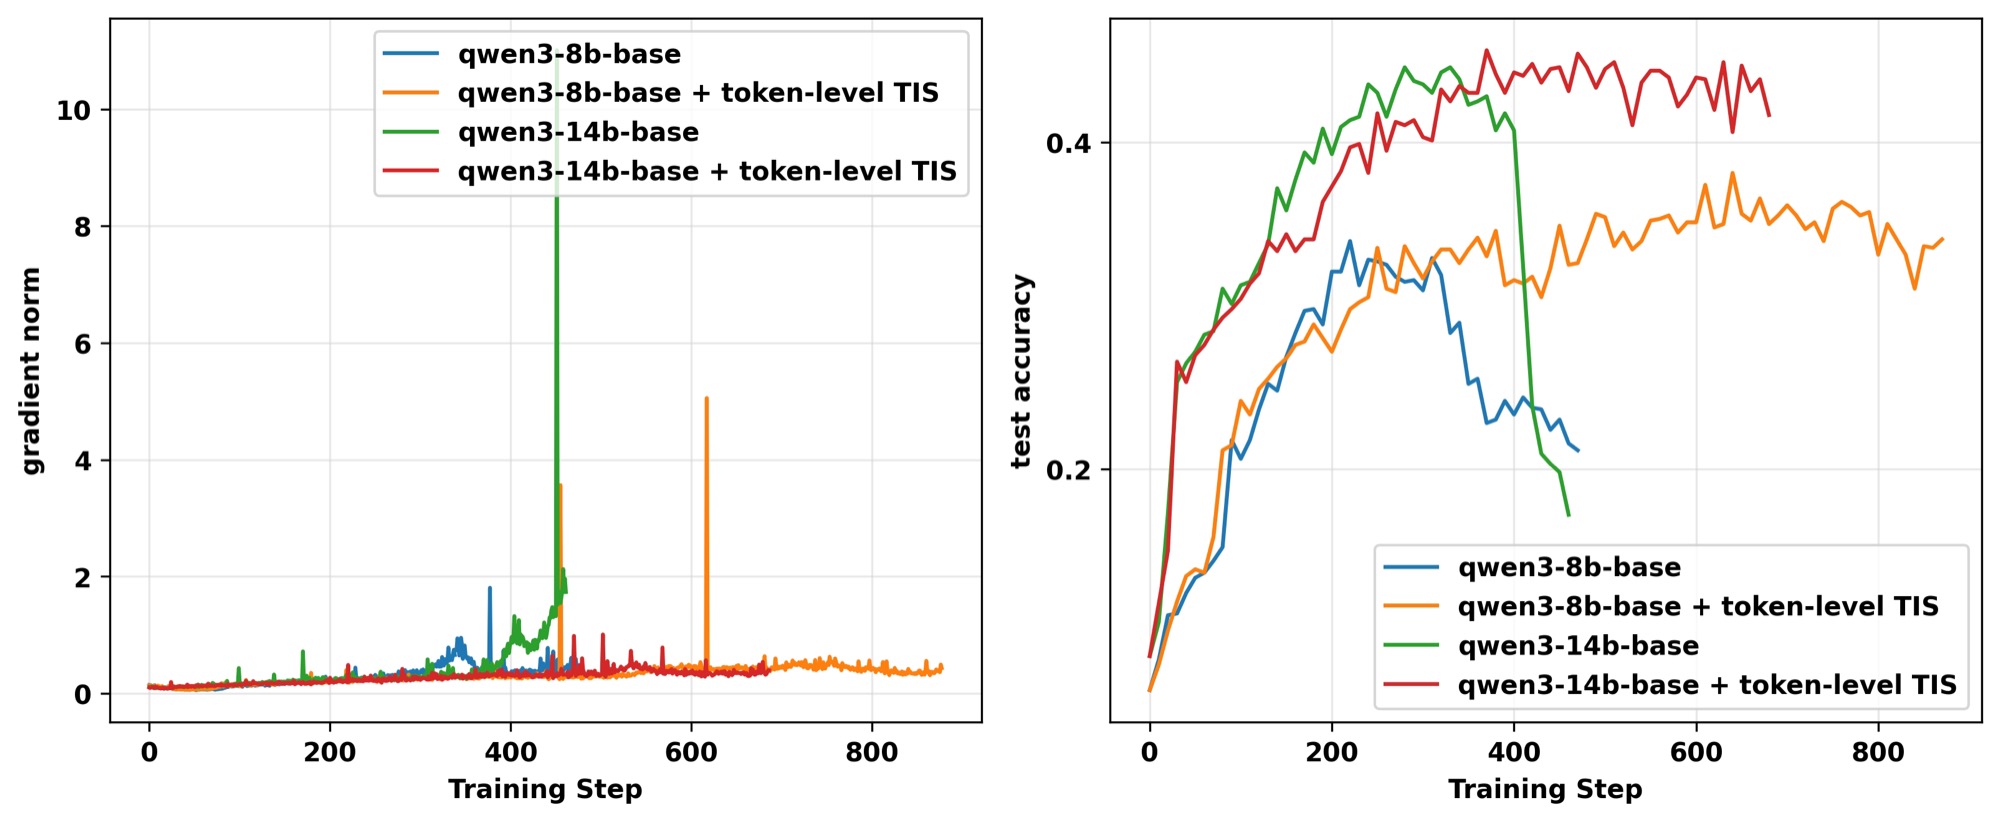 qwen3-8b-base
qwen3-8b-base + token-level TIS
qwen3-14b-base
qwen3-14b-base + token-level TIS
10
8
6
4
2
0
gradient norm
0 200 400 600 800
Training Step
0.4
0.2
test accuracy
qwen3-8b-base
qwen3-8b-base + token-level TIS
qwen3-14b-base
qwen3-14b-base + token-level TIS
0 200 400 600 800
Training Step